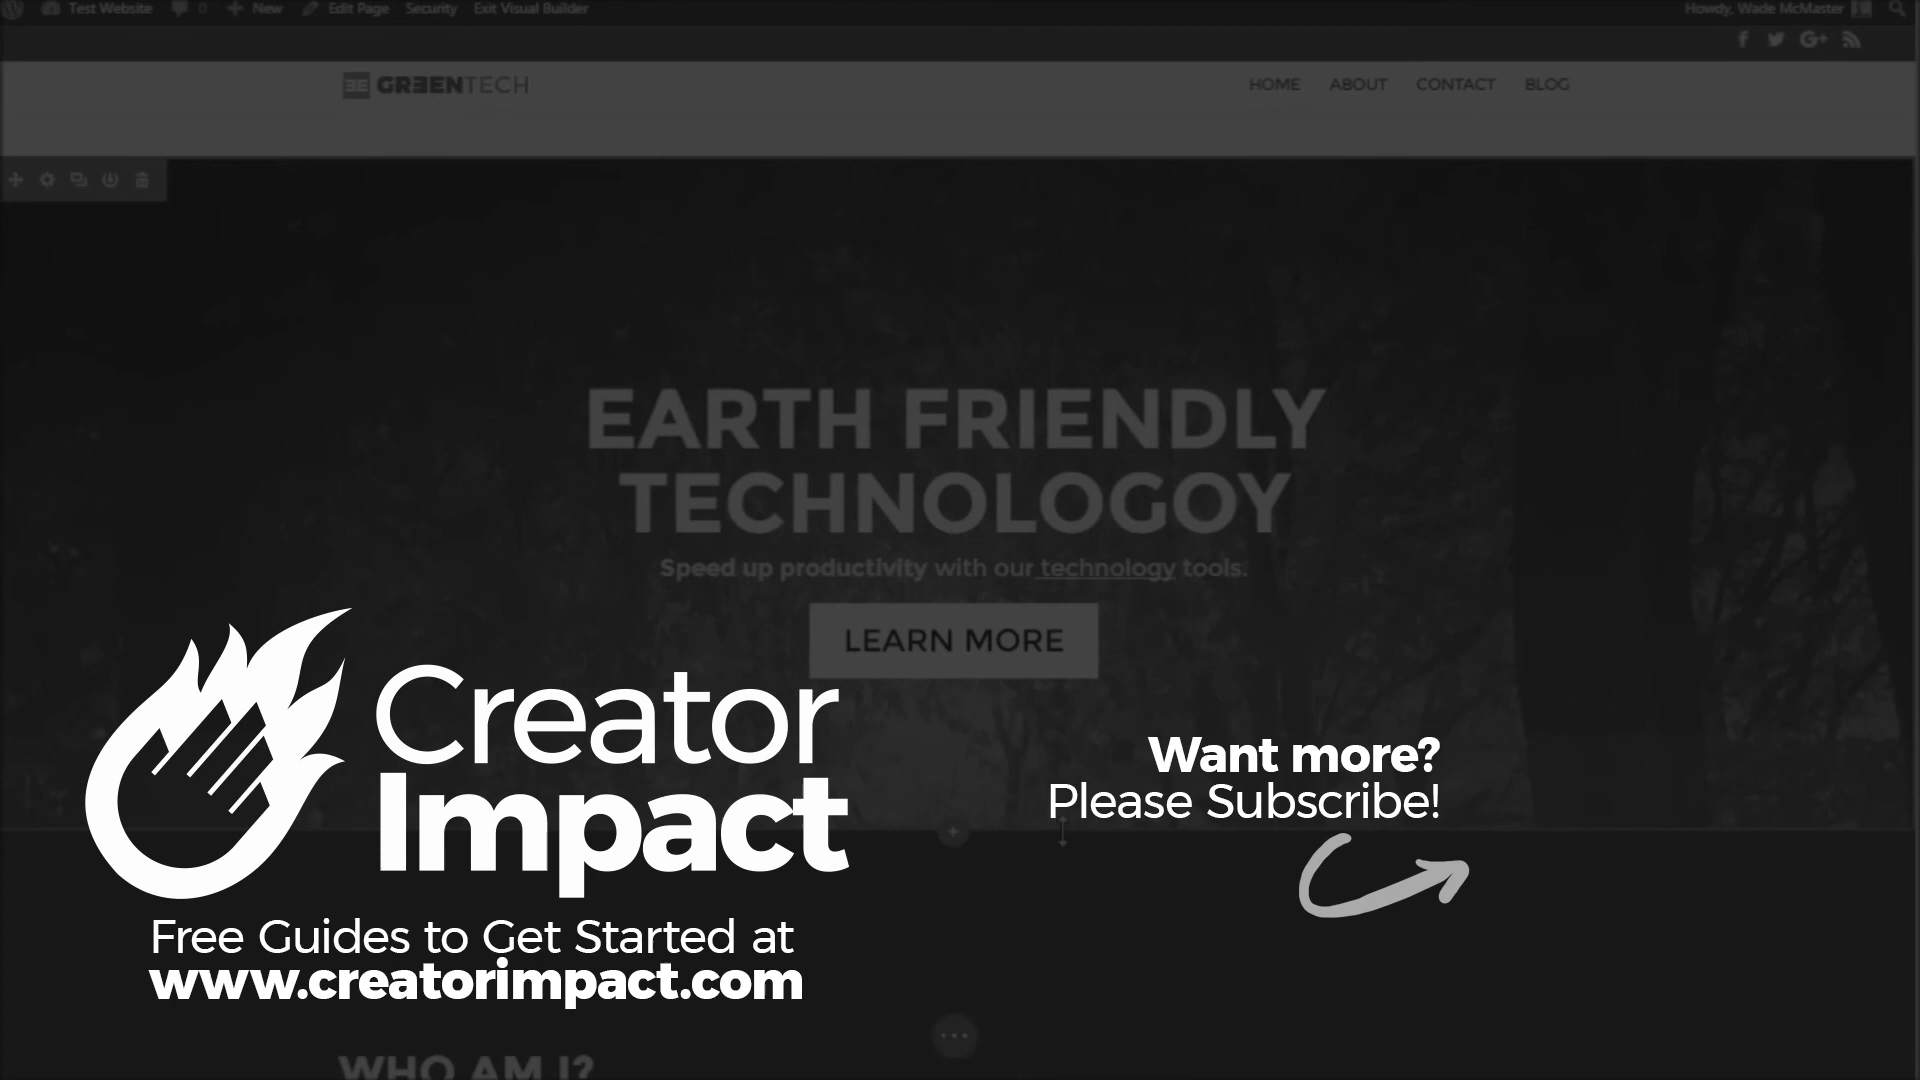 Test Website 0 New Edit Page Security Exit Visual Builder Howdy, Wade McMaster
GREENTECH
HOME ABOUT CONTACT BLOG
EARTH FRIENDLY
TECHNOLOGOY
Speed up productivity with our technology tools.
LEARN MORE
Creator
Impact
Free Guides to Get Started at
www.creatorimpact.com
Want more?
Please Subscribe!
WHO AM I?